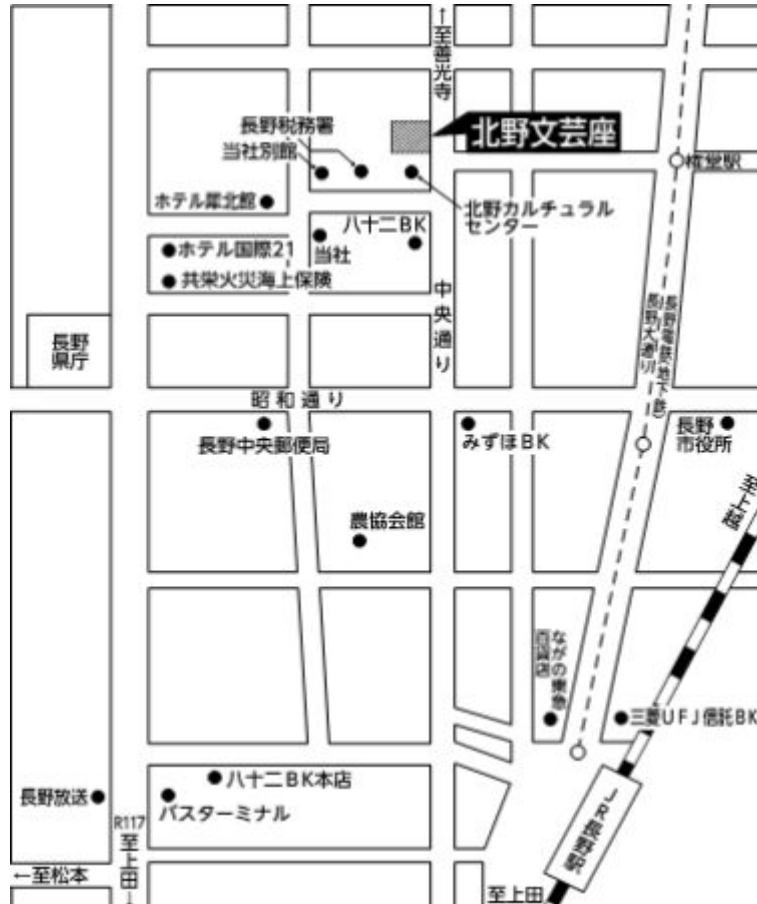 ←至善光寺
長野税務署
北野文芸座
当社別館
権堂駅
ホテル犀北館
北野カルチュラル
センター
八十二BK
当社
ホテル国際21
共栄火災海上保険
中央通り
長野電鉄(地下鉄)
長野大通り
長野
県庁
昭和通り
長野中央郵便局
みずほBK
長野
市役所
至上越
農協会館
ながの東急
百貨店
三菱UFJ信託BK
八十二BK本店
長野放送
バスターミナル
R117
至上田→
JR長野駅
←至松本
至上田